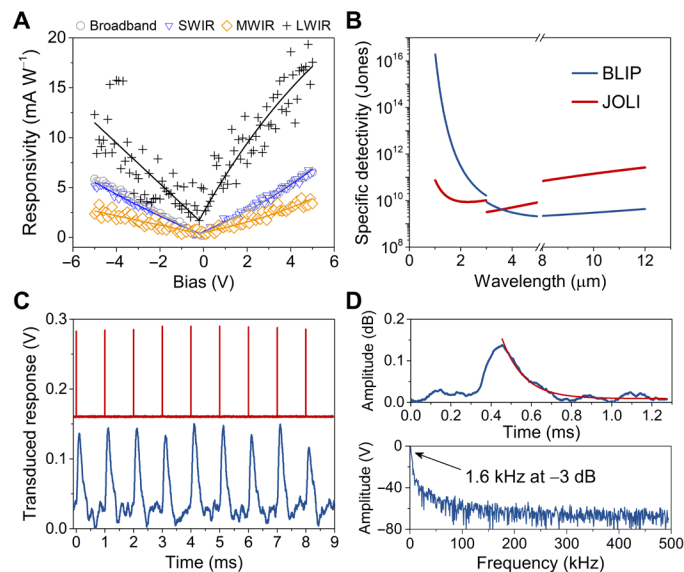 A
Broadband SWIR MWIR LWIR
Responsivity (mA W⁻¹)
20
15
10
5
0
−6 −4 −2 0 2 4 6
Bias (V)
B
Specific detectivity (Jones)
10¹⁶
10¹⁴
10¹²
10¹⁰
10⁸
BLIP
JOLI
0 2 4 8 10 12
Wavelength (μm)
C
Transduced response (V)
0.3
0.2
0.1
0.0
0 1 2 3 4 5 6 7 8 9
Time (ms)
D
Amplitude (dB)
0.2
0.1
0.0
0.0 0.2 0.4 0.6 0.8 1.0 1.2
Time (ms)
Amplitude (V)
0
−40
−80
1.6 kHz at −3 dB
0 100 200 300 400 500
Frequency (kHz)